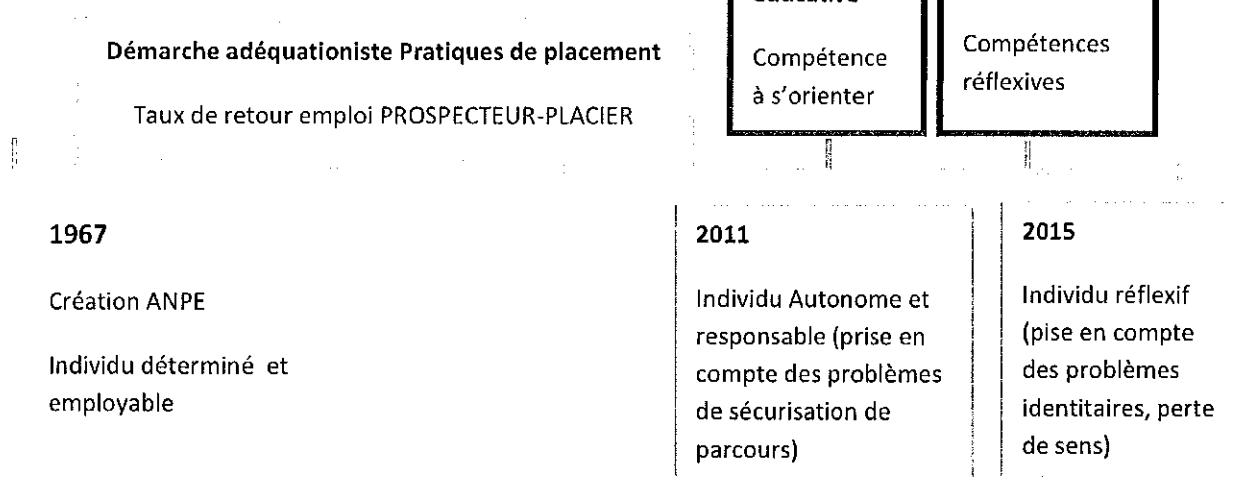 Démarche adéquationiste Pratiques de placement
Taux de retour emploi PROSPECTEUR-PLACIER
Compétence
à s'orienter
Compétences
réflexives
1967
Création ANPE
Individu déterminé et
employable
2011
Individu Autonome et
responsable (prise en
compte des problèmes
de sécurisation de
parcours)
2015
Individu réflexif
(pise en compte
des problèmes
identitaires, perte
de sens)